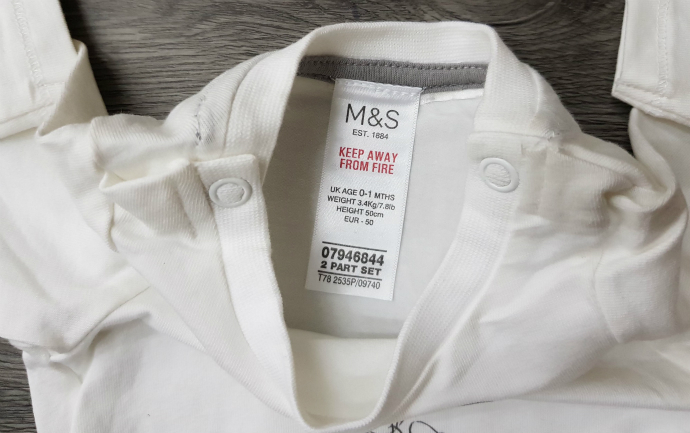 M&S
EST. 1884
KEEP AWAY
FROM FIRE
UK AGE 0-1 MTHS
WEIGHT 3.4Kg/7.8lb
HEIGHT 50cm
EUR - 50
07946844
2 PART SET
T78 2535P/09740